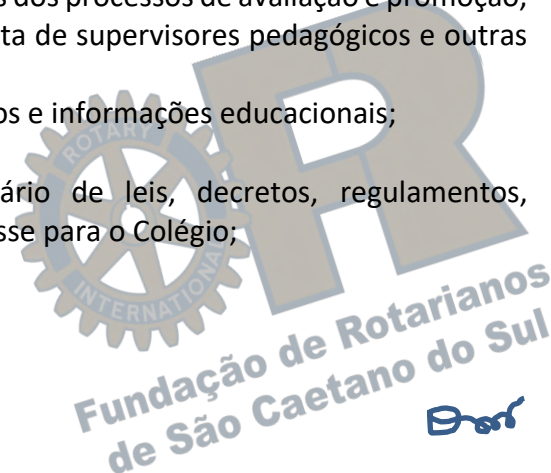 s dos processos de avaliação e promoção,
ta de supervisores pedagógicos e outras
os e informações educacionais;
ário de leis, decretos, regulamentos,
sse para o Colégio;
ROTARY
INTERNATIONAL
R
Fundação de Rotarianos
de São Caetano do Sul